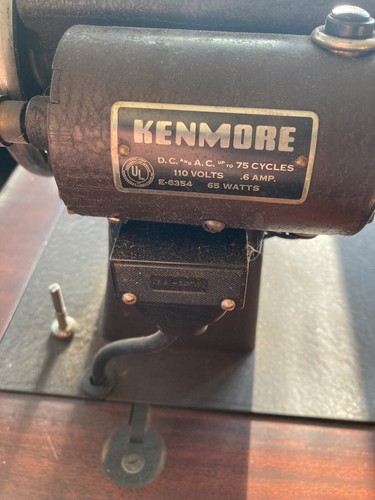 KENMORE
D.C. AND A.C. UP TO 75 CYCLES
110 VOLTS .6 AMP.
UL
E-6354 65 WATTS